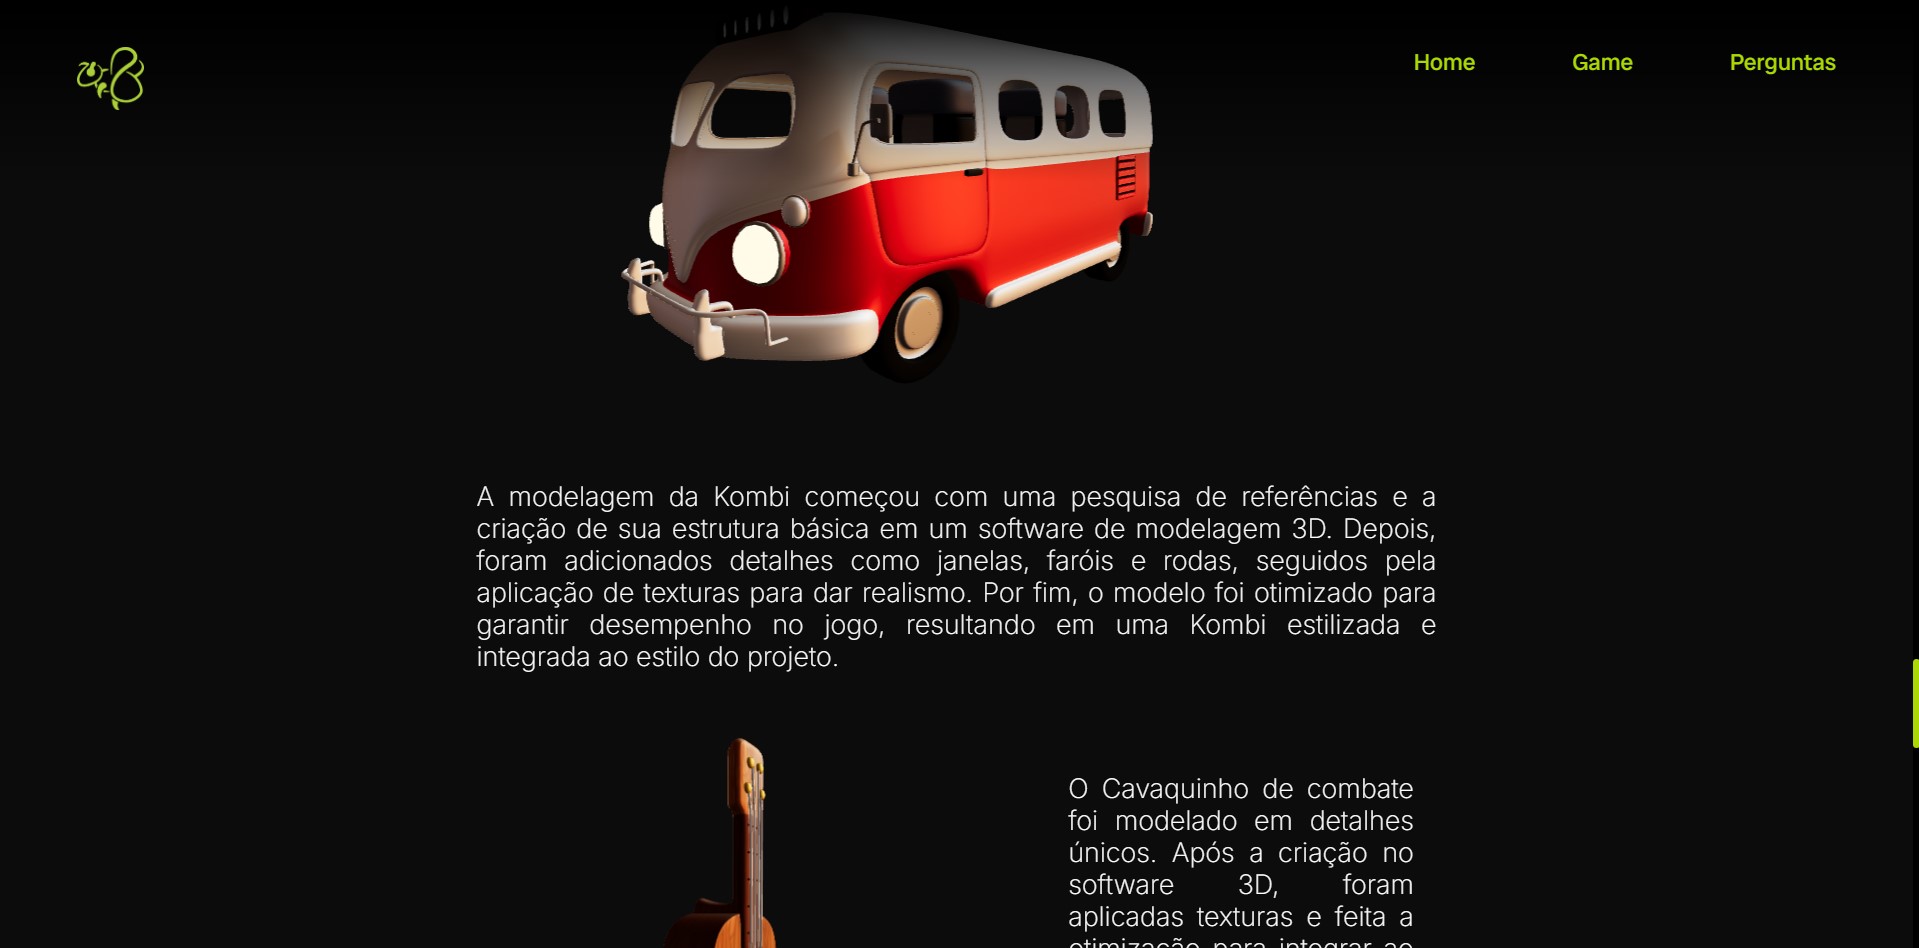 Home
Game
Perguntas
A modelagem da Kombi começou com uma pesquisa de referências e a
criação de sua estrutura básica em um software de modelagem 3D. Depois,
foram adicionados detalhes como janelas, faróis e rodas, seguidos pela
aplicação de texturas para dar realismo. Por fim, o modelo foi otimizado para
garantir desempenho no jogo, resultando em uma Kombi estilizada e
integrada ao estilo do projeto.
O Cavaquinho de combate
foi modelado em detalhes
únicos. Após a criação no
software 3D, foram
aplicadas texturas e feita a
otimização para integrar ao